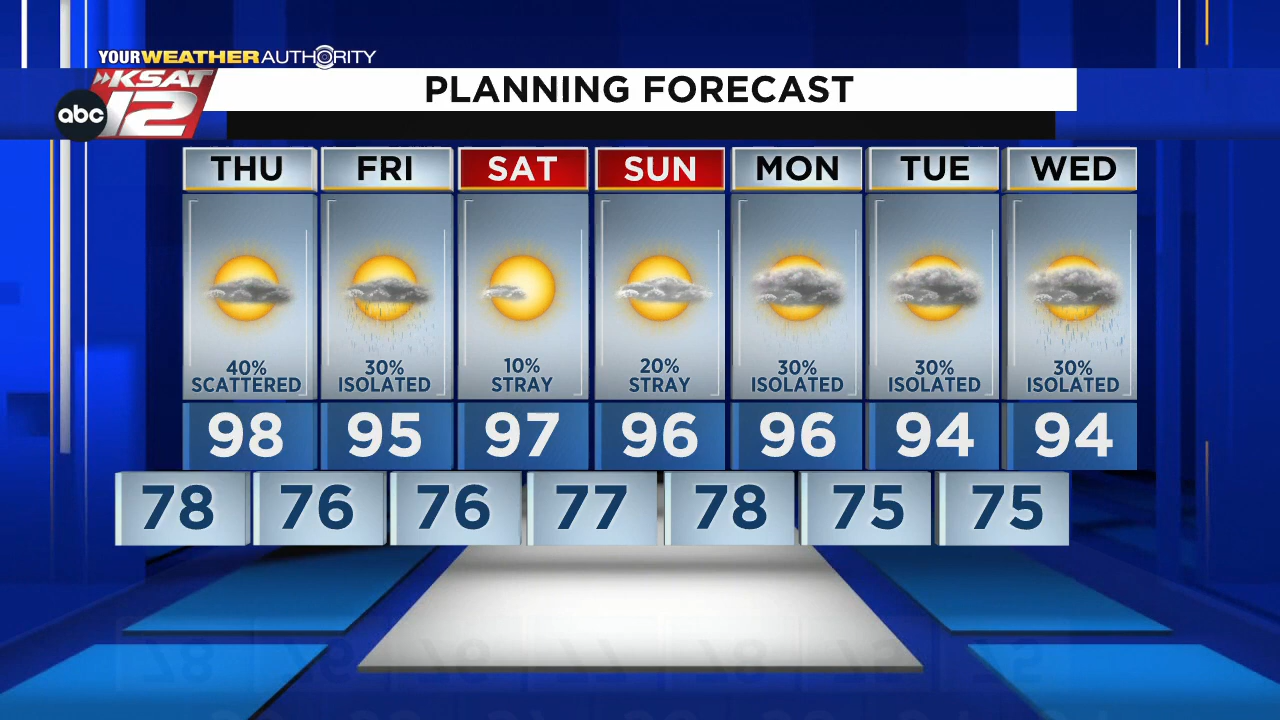 YOURWEATHERAUTHORITY
KSAT
abc 12
PLANNING FORECAST
THU FRI SAT SUN MON TUE WED
40% 30% 10% 20% 30% 30% 30%
SCATTERED ISOLATED STRAY STRAY ISOLATED ISOLATED ISOLATED
98 95 97 96 96 94 94
78 76 76 77 78 75 75